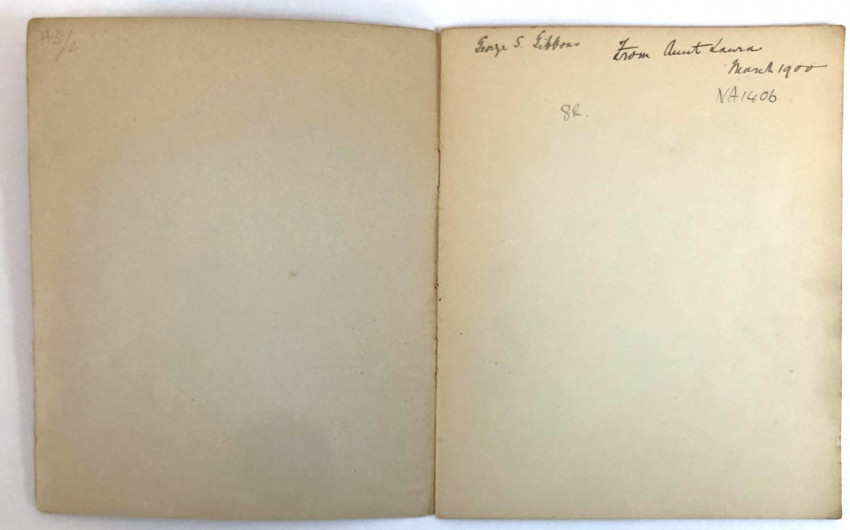 George S. Gibbons
From Aunt Laura
March 1900
NA1406
8R.